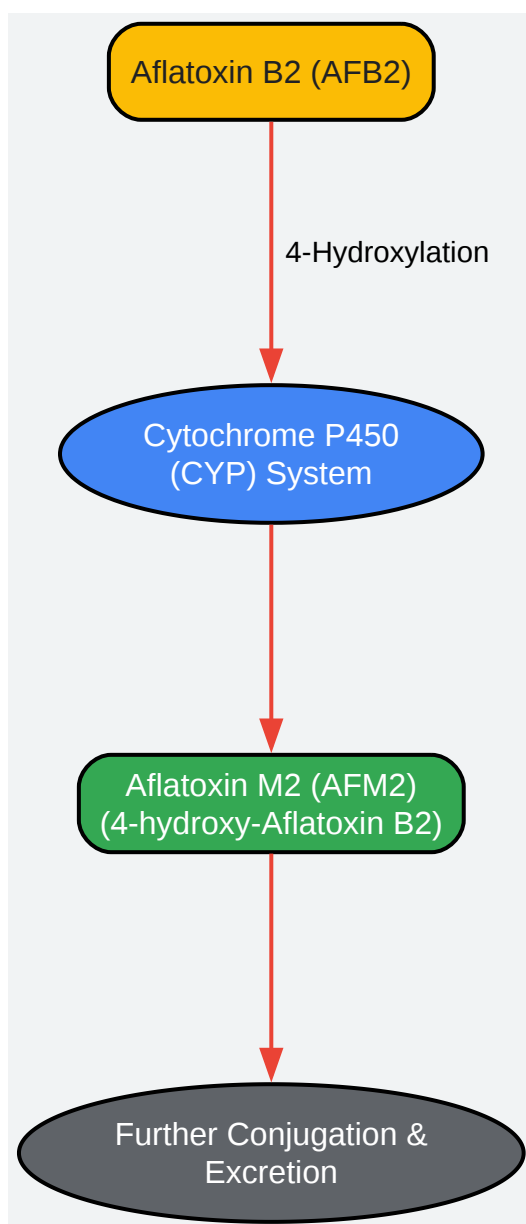 Aflatoxin B2 (AFB2)
4-Hydroxylation
Cytochrome P450
(CYP) System
Aflatoxin M2 (AFM2)
(4-hydroxy-Aflatoxin B2)
Further Conjugation &
Excretion